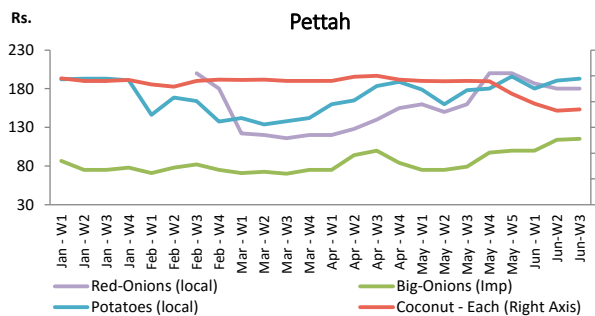 Rs.
Pettah
230
180
130
80
30
Jan - W1
Jan - W2
Jan - W3
Jan - W4
Feb - W1
Feb - W2
Feb - W3
Feb - W4
Mar - W1
Mar - W2
Mar - W3
Mar - W4
Apr - W1
Apr - W2
Apr - W3
Apr - W4
May - W1
May - W2
May - W3
May - W4
May - W5
Jun - W1
Jun-W2
Jun-W3
Red-Onions (local)
Big-Onions (Imp)
Potatoes (local)
Coconut - Each (Right Axis)